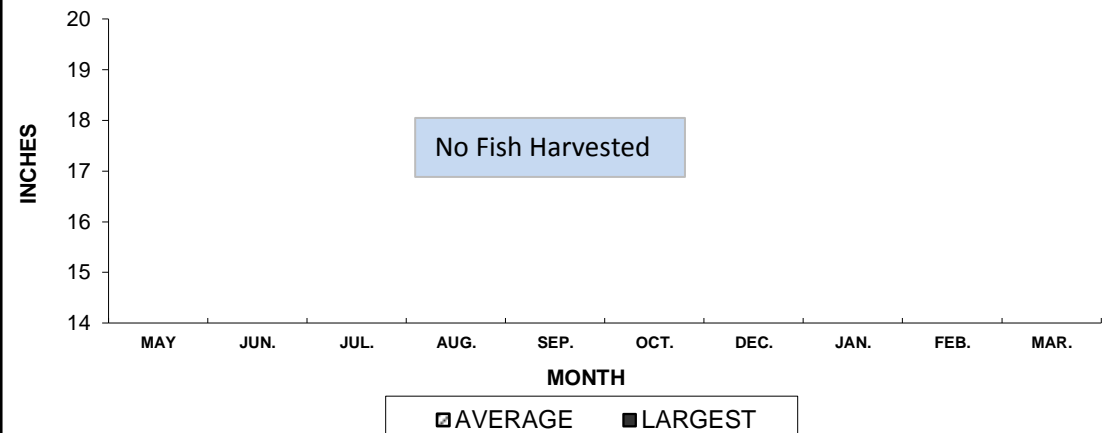 20
19
18
17
16
15
14
INCHES
No Fish Harvested
MAY JUN. JUL. AUG. SEP. OCT. DEC. JAN. FEB. MAR.
MONTH
AVERAGE LARGEST